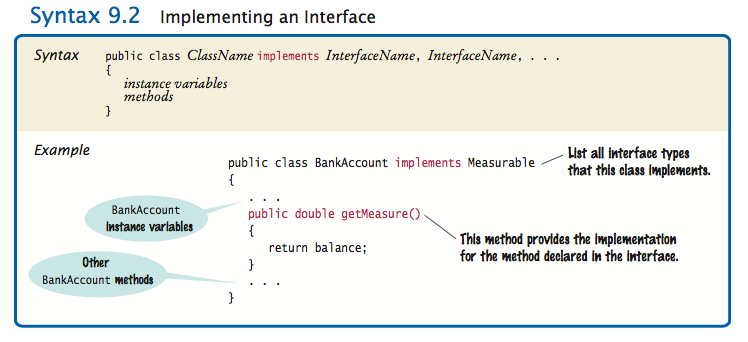 Syntax 9.2 Implementing an Interface
Syntax
public class ClassName implements InterfaceName, InterfaceName, . . .
{
instance variables
methods
}
Example
public class BankAccount implements Measurable
{
. . .
public double getMeasure()
{
return balance;
}
. . .
}
BankAccount
instance variables
Other
BankAccount methods
List all interface types
that this class implements.
This method provides the implementation
for the method declared in the interface.